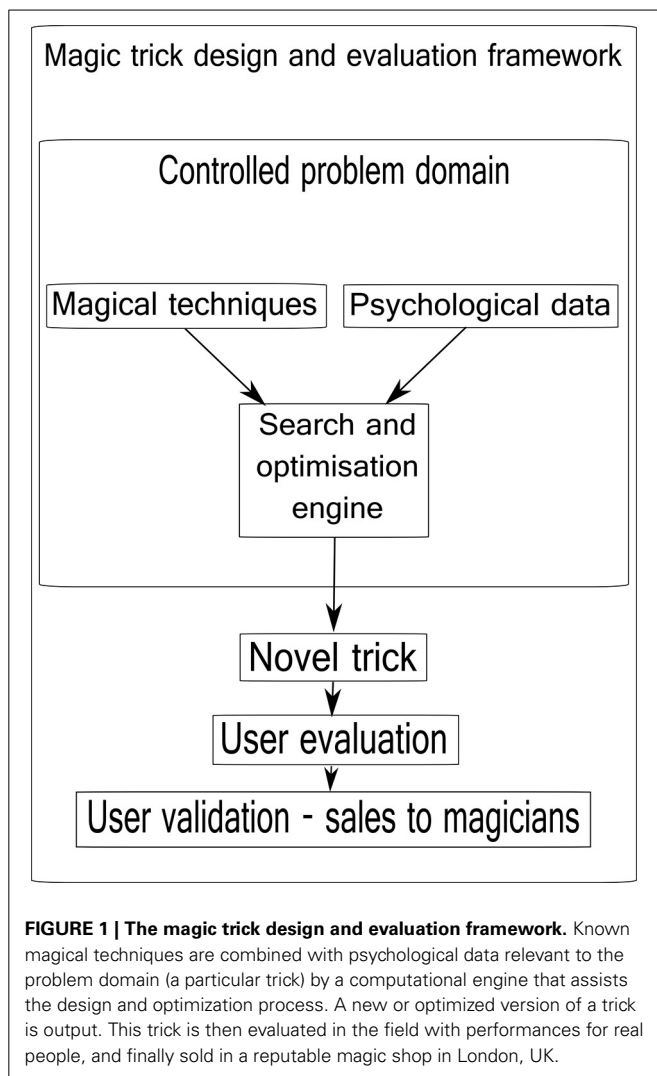 Magic trick design and evaluation framework
Controlled problem domain
Magical techniques
Psychological data
Search and
optimisation
engine
Novel trick
User evaluation
User validation - sales to magicians
FIGURE 1 | The magic trick design and evaluation framework. Known
magical techniques are combined with psychological data relevant to the
problem domain (a particular trick) by a computational engine that assists
the design and optimization process. A new or optimized version of a trick
is output. This trick is then evaluated in the field with performances for real
people, and finally sold in a reputable magic shop in London, UK.